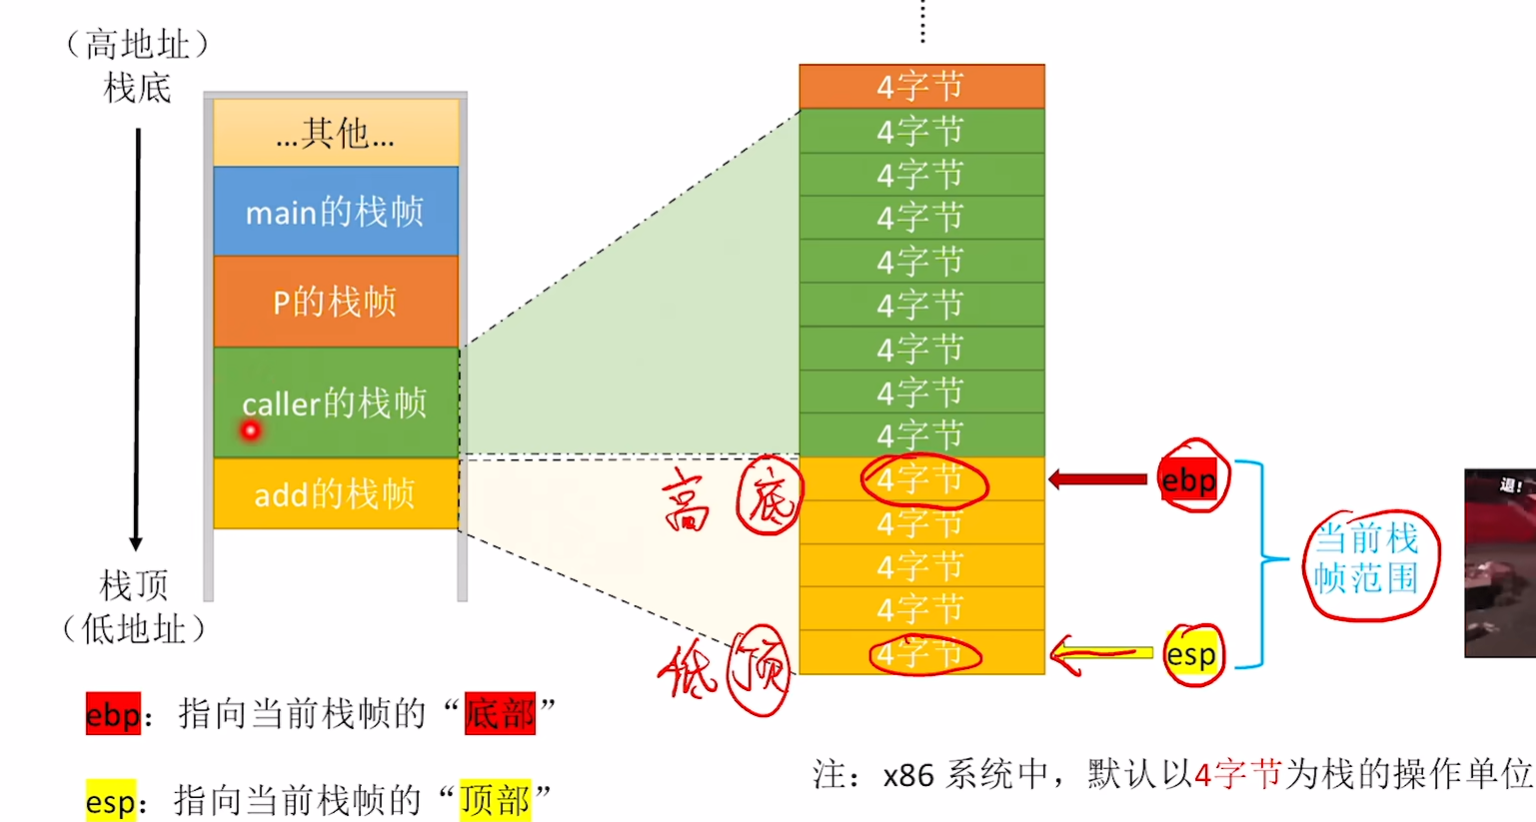 （高地址）
栈底
...其他...
main的栈帧
P的栈帧
caller的栈帧
add的栈帧
栈顶
（低地址）
4字节
4字节
4字节
4字节
4字节
4字节
4字节
4字节
4字节
4字节
4字节
4字节
4字节
4字节
高 底
低 顶
ebp
esp
当前栈
帧范围
退！
ebp：指向当前栈帧的“底部”
esp：指向当前栈帧的“顶部”
注：x86 系统中，默认以4字节为栈的操作单位